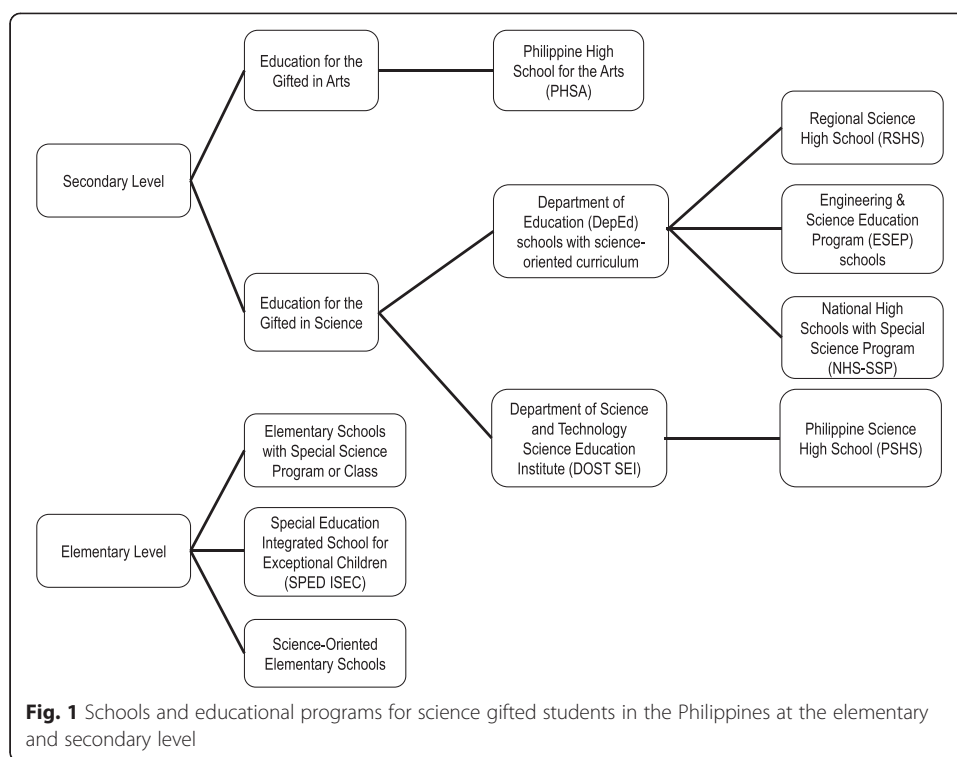 Education for the
Gifted in Arts
Philippine High
School for the Arts
(PHSA)
Regional Science
High School (RSHS)
Secondary Level
Department of
Education (DepEd)
schools with science-
oriented curriculum
Engineering &
Science Education
Program (ESEP)
schools
Education for the
Gifted in Science
National High
Schools with Special
Science Program
(NHS-SSP)
Department of Science
and Technology
Science Education
Institute (DOST SEI)
Philippine Science
High School (PSHS)
Elementary Schools
with Special Science
Program or Class
Elementary Level
Special Education
Integrated School for
Exceptional Children
(SPED ISEC)
Science-Oriented
Elementary Schools
Fig. 1 Schools and educational programs for science gifted students in the Philippines at the elementary
and secondary level